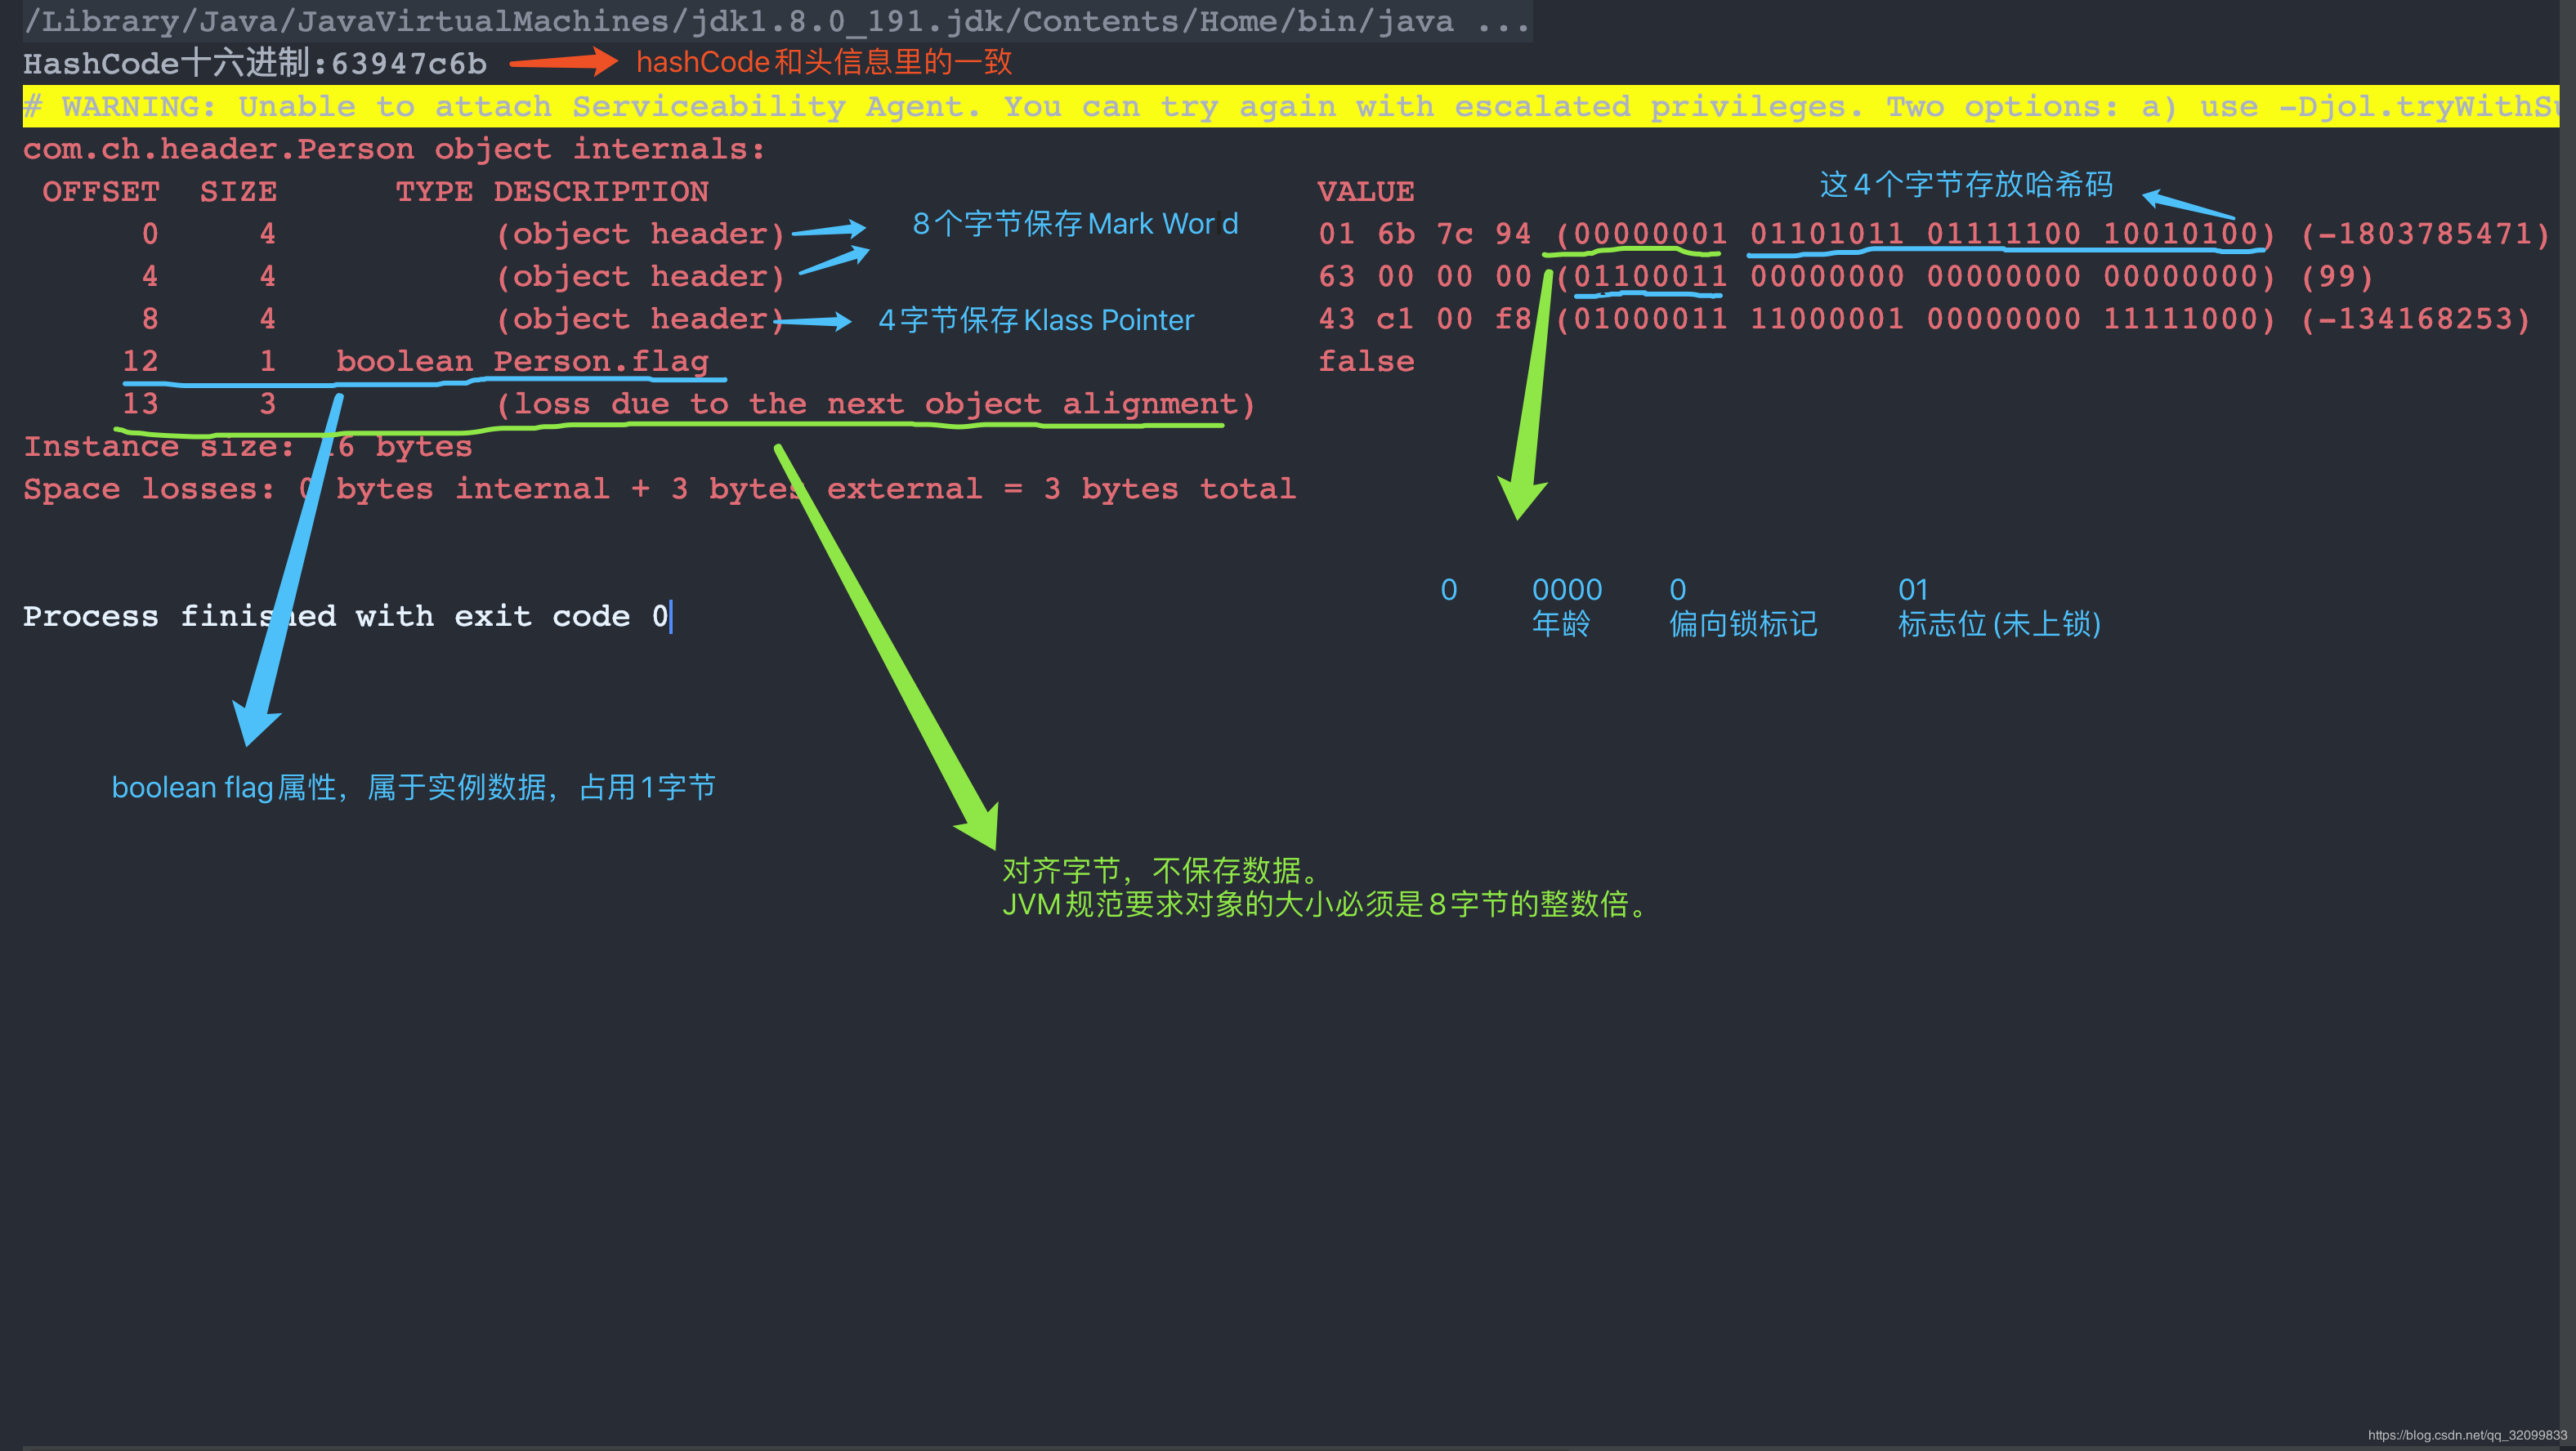 /Library/Java/JavaVirtualMachines/jdk1.8.0_191.jdk/Contents/Home/bin/java ...
HashCode十六进制:63947c6b hashCode和头信息里的一致
# WARNING: Unable to attach Serviceability Agent. You can try again with escalated privileges. Two options: a) use -Djol.tryWithSu
com.ch.header.Person object internals:
OFFSET SIZE TYPE DESCRIPTION VALUE 这4个字节存放哈希码
0 4 (object header) 8个字节保存Mark Word 01 6b 7c 94 (00000001 01101011 01111100 10010100) (-1803785471)
4 4 (object header) 63 00 00 00 (01100011 00000000 00000000 00000000) (99)
8 4 (object header) 4字节保存Klass Pointer 43 c1 00 f8 (01000011 11000001 00000000 11111000) (-134168253)
12 1 boolean Person.flag false
13 3 (loss due to the next object alignment)
Instance size: 16 bytes
Space losses: 0 bytes internal + 3 bytes external = 3 bytes total
0 0000 0 01
Process finished with exit code 0 年龄 偏向锁标记 标志位(未上锁)
boolean flag属性，属于实例数据，占用1字节
对齐字节，不保存数据。
JVM规范要求对象的大小必须是8字节的整数倍。
https://blog.csdn.net/qq_32099833